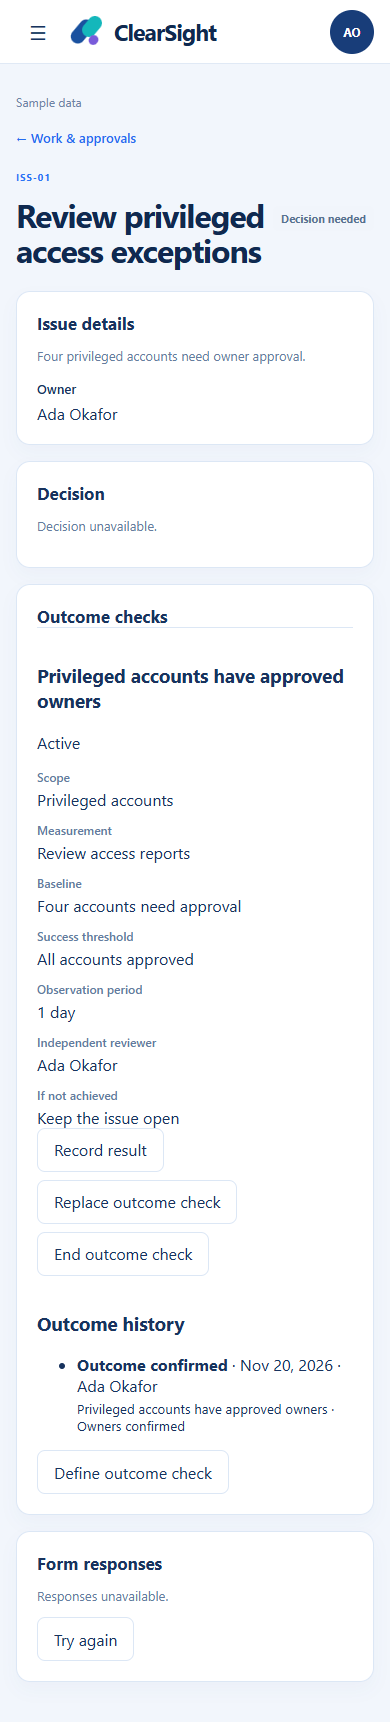 ☰ ClearSight AO
Sample data
← Work & approvals
ISS-01
Review privileged
access exceptions
Decision needed
Issue details
Four privileged accounts need owner approval.
Owner
Ada Okafor
Decision
Decision unavailable.
Outcome checks
Privileged accounts have approved
owners
Active
Scope
Privileged accounts
Measurement
Review access reports
Baseline
Four accounts need approval
Success threshold
All accounts approved
Observation period
1 day
Independent reviewer
Ada Okafor
If not achieved
Keep the issue open
Record result
Replace outcome check
End outcome check
Outcome history
• Outcome confirmed · Nov 20, 2026 ·
Ada Okafor
Privileged accounts have approved owners ·
Owners confirmed
Define outcome check
Form responses
Responses unavailable.
Try again